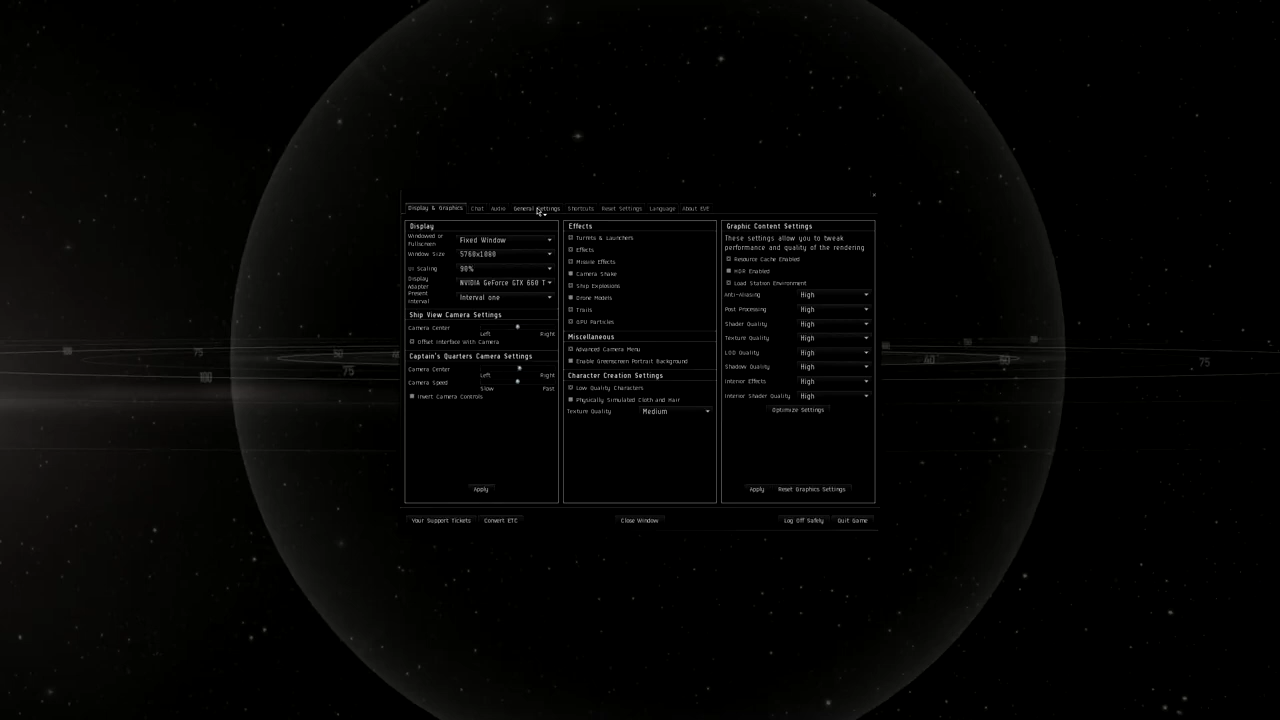 Display & Graphics Chat Audio General Settings Shortcuts Reset Settings Language About EVE
Display
Windowed or Fullscreen Fixed Window
Window Size 5760x1080
UI Scaling 90%
Display Adapter NVIDIA GeForce GTX 660 T
Present Interval Interval one
Ship View Camera Settings
Camera Center
Left Right
Offset Interface With Camera
Captain's Quarters Camera Settings
Camera Center
Left Right
Camera Speed
Slow Fast
Invert Camera Controls
Apply
Effects
Turrets & Launchers
Effects
Missile Effects
Camera Shake
Ship Explosions
Drone Models
Trails
GPU Particles
Miscellaneous
Advanced Camera Menu
Enable Greenscreen Portrait Background
Character Creation Settings
Low Quality Characters
Physically Simulated Cloth and Hair
Texture Quality Medium
Graphic Content Settings
These settings allow you to tweak
performance and quality of the rendering
Resource Cache Enabled
HDR Enabled
Load Station Environment
Anti-Aliasing High
Post Processing High
Shader Quality High
Texture Quality High
LOD Quality High
Shadow Quality High
Interior Effects High
Interior Shader Quality High
Optimize Settings
Apply Reset Graphics Settings
Your Support Tickets Convert ETC Close Window Log Off Safely Quit Game
75
50
100
75
40
50
75